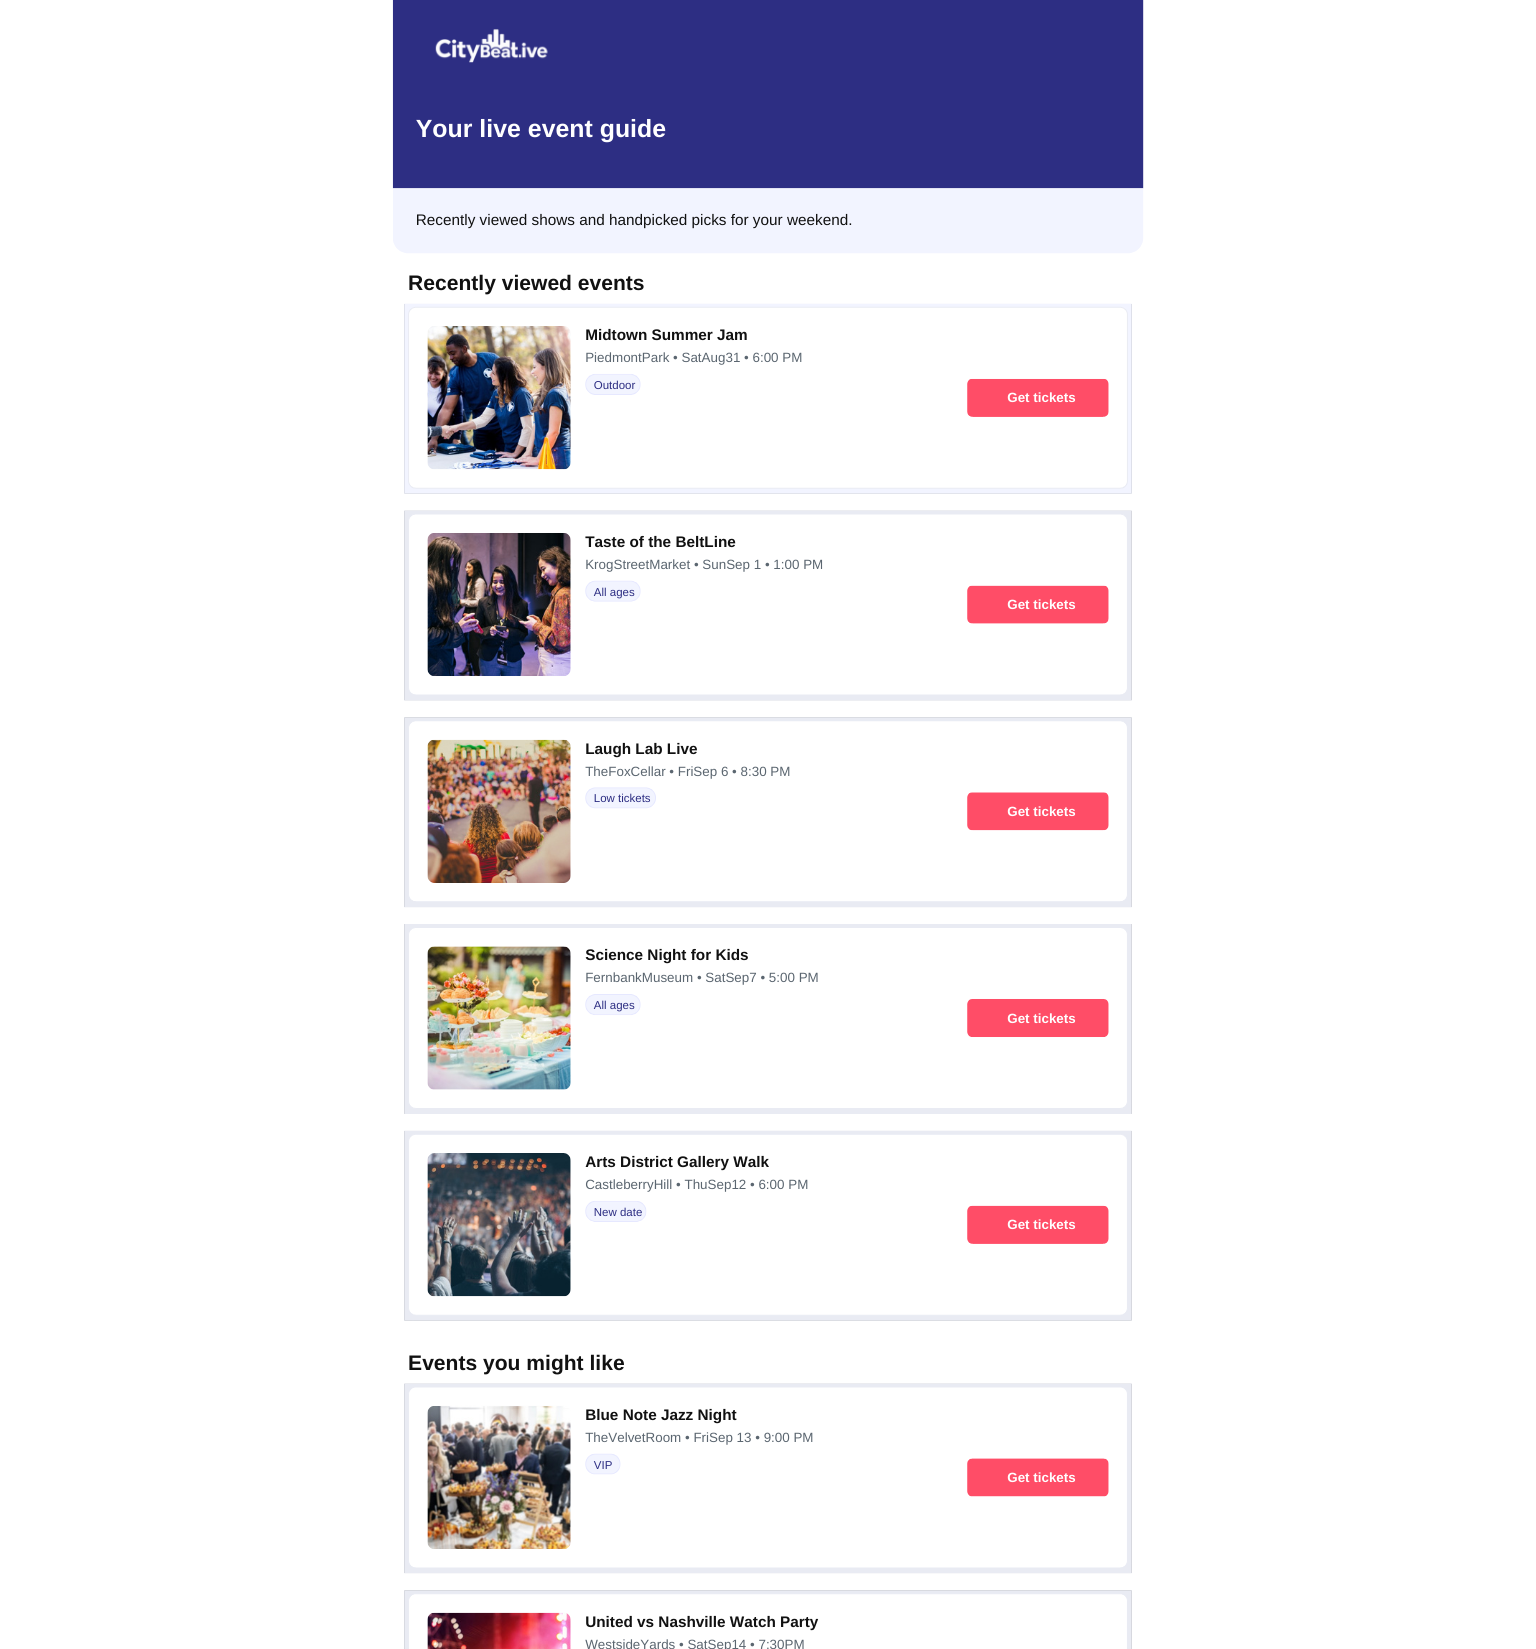 CityBeat.ive
Your live event guide
Recently viewed shows and handpicked picks for your weekend.
Recently viewed events
Midtown Summer Jam
PiedmontPark • SatAug31 • 6:00 PM
Outdoor
Get tickets
Taste of the BeltLine
KrogStreetMarket • SunSep 1 • 1:00 PM
All ages
Get tickets
Laugh Lab Live
TheFoxCellar • FriSep 6 • 8:30 PM
Low tickets
Get tickets
Science Night for Kids
FernbankMuseum • SatSep7 • 5:00 PM
All ages
Get tickets
Arts District Gallery Walk
CastleberryHill • ThuSep12 • 6:00 PM
New date
Get tickets
Events you might like
Blue Note Jazz Night
TheVelvetRoom • FriSep 13 • 9:00 PM
VIP
Get tickets
United vs Nashville Watch Party
WestsideYards • SatSep14 • 7:30PM